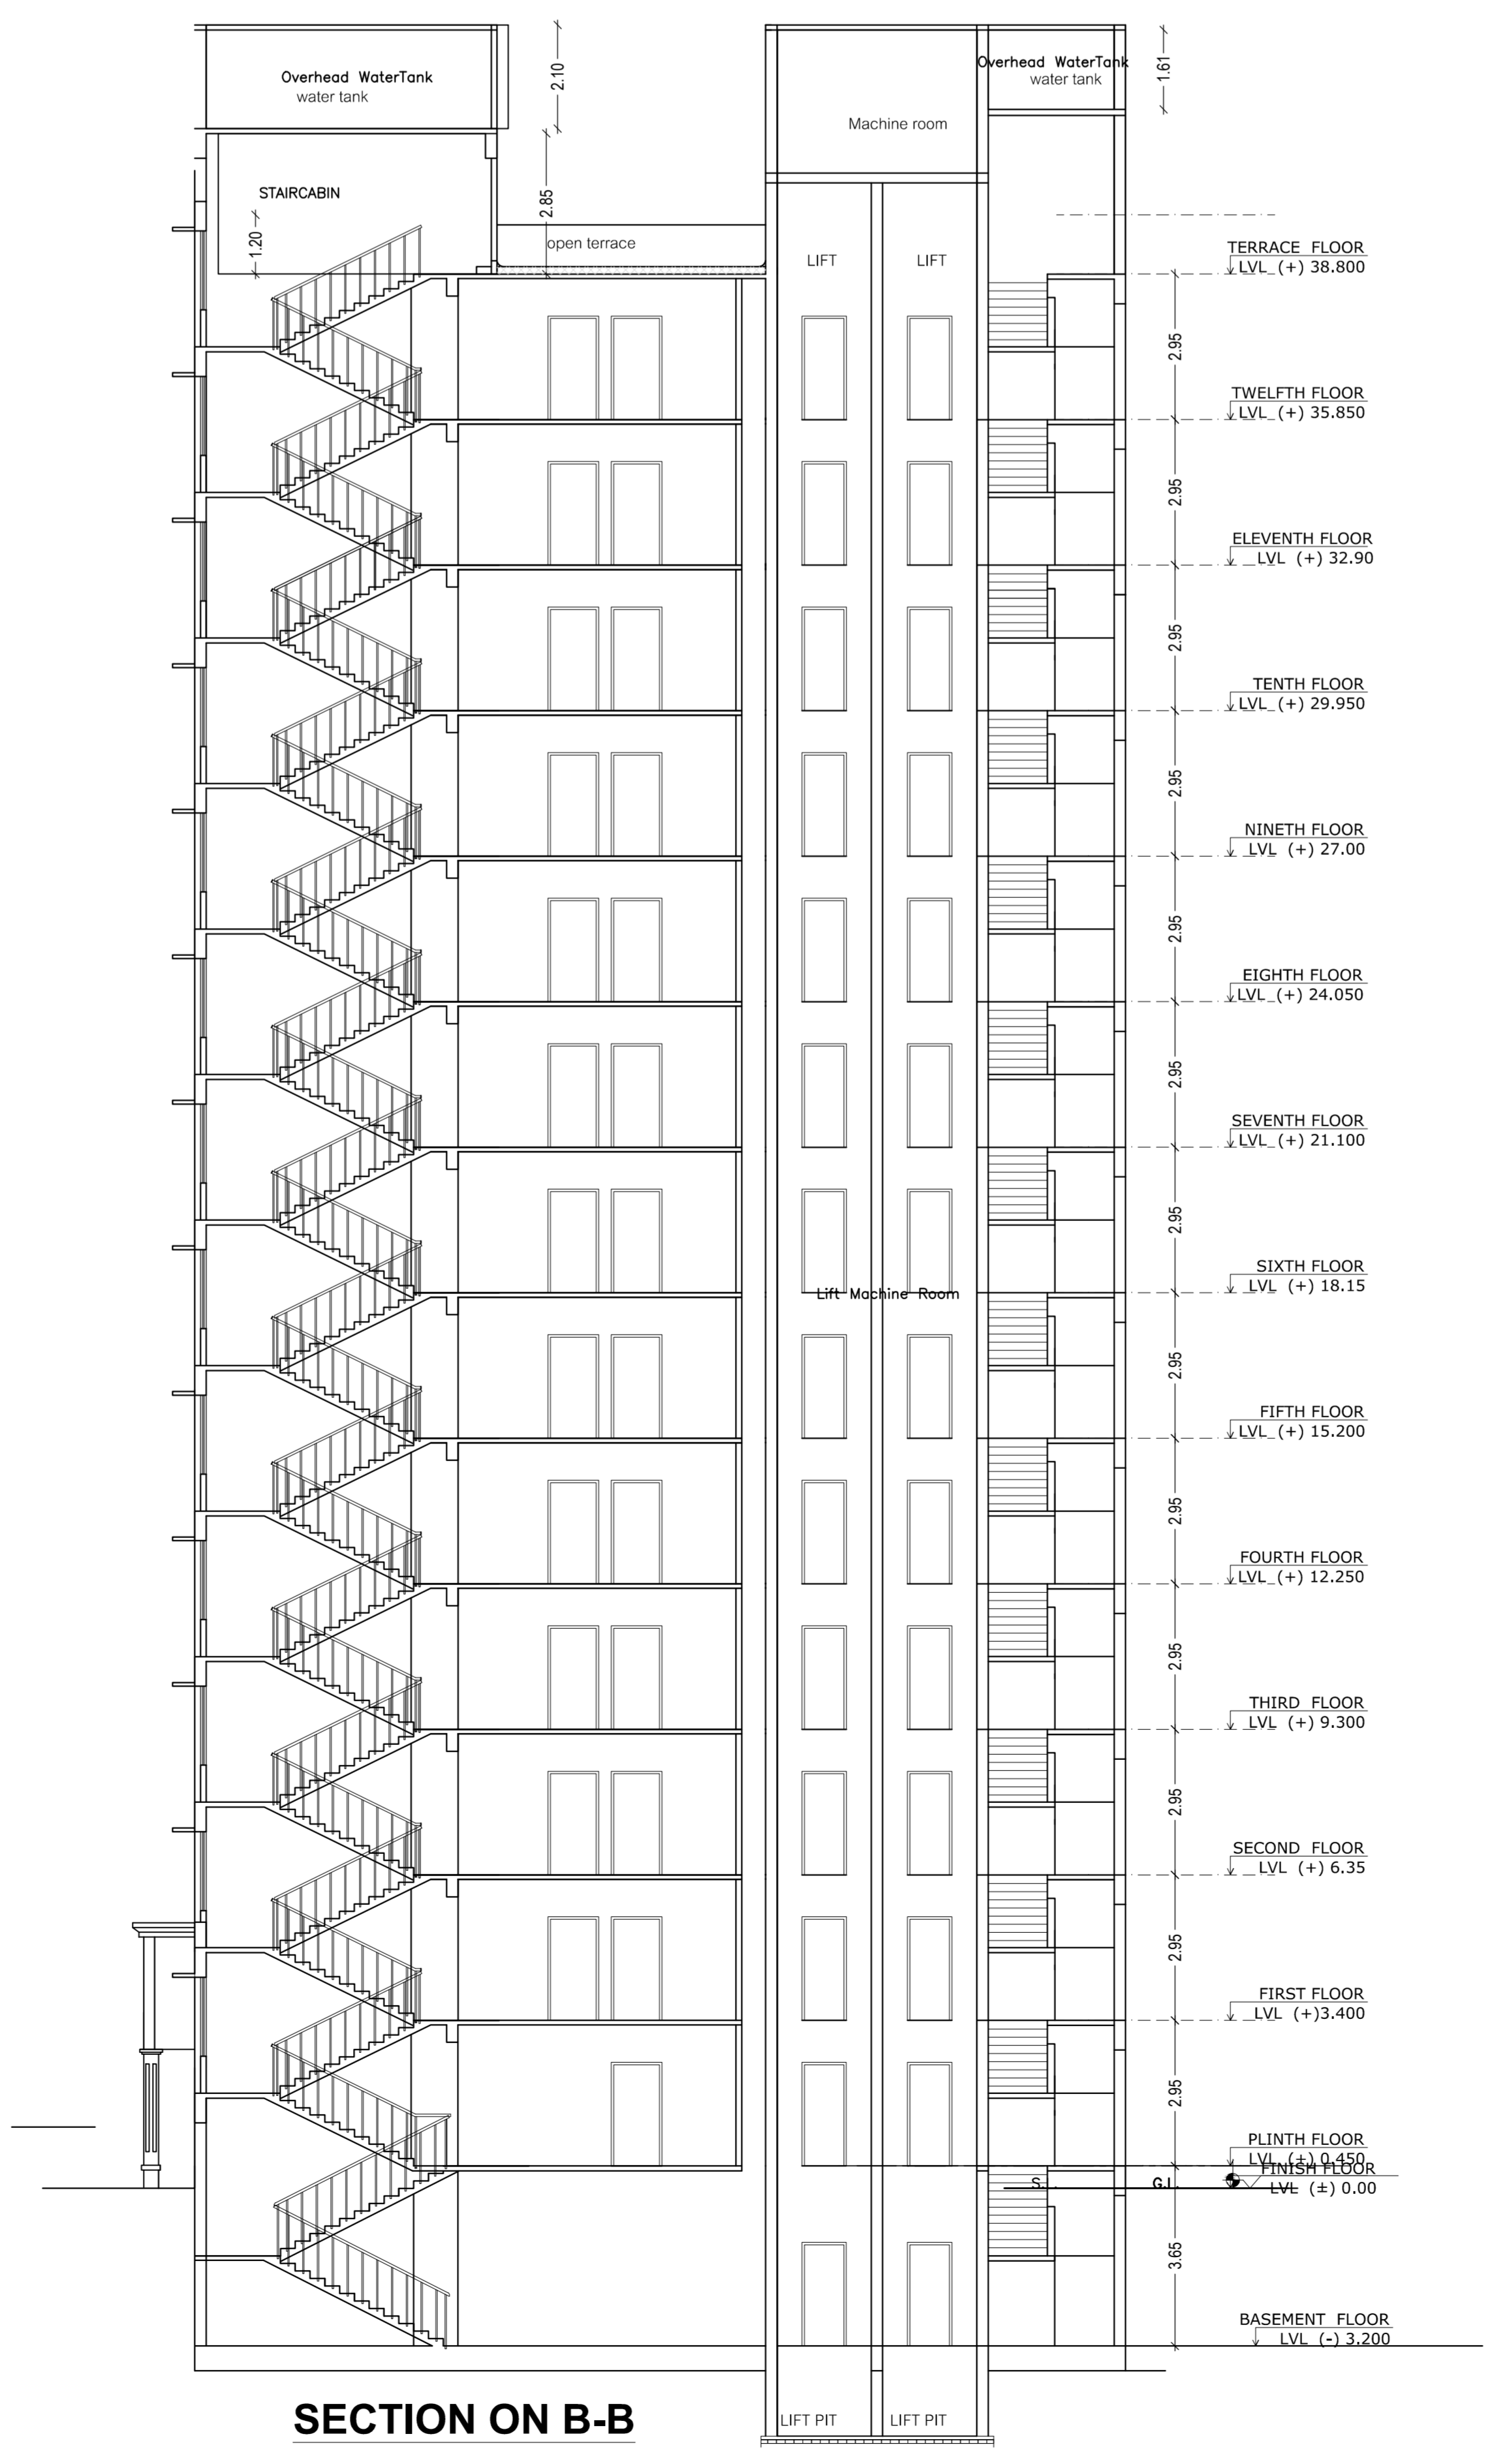 Overhead WaterTank
water tank
2.10
Overhead WaterTank
water tank
1.61
Machine room
STAIRCABIN
2.85
1.20
open terrace
LIFT
LIFT
TERRACE FLOOR
LVL (+) 38.800
2.95
TWELFTH FLOOR
LVL (+) 35.850
2.95
ELEVENTH FLOOR
LVL (+) 32.90
2.95
TENTH FLOOR
LVL (+) 29.950
2.95
NINETH FLOOR
LVL (+) 27.00
2.95
EIGHTH FLOOR
LVL (+) 24.050
2.95
SEVENTH FLOOR
LVL (+) 21.100
2.95
SIXTH FLOOR
LVL (+) 18.15
Lift Machine Room
2.95
FIFTH FLOOR
LVL (+) 15.200
2.95
FOURTH FLOOR
LVL (+) 12.250
2.95
THIRD FLOOR
LVL (+) 9.300
2.95
SECOND FLOOR
LVL (+) 6.35
2.95
FIRST FLOOR
LVL (+)3.400
2.95
PLINTH FLOOR
LVL (+) 0.450
FINISH FLOOR
LVL (±) 0.00
G.L.
3.65
BASEMENT FLOOR
LVL (-) 3.200
LIFT PIT
LIFT PIT
SECTION ON B-B